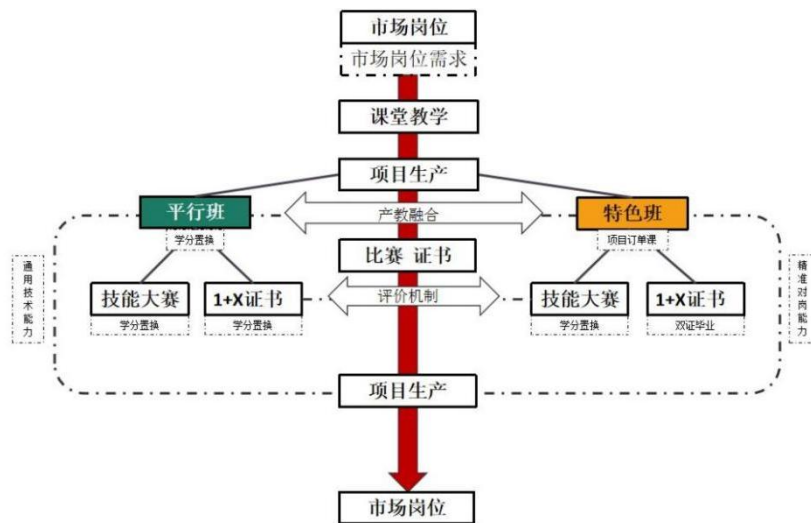 市场岗位
市场岗位需求
课堂教学
项目生产
平行班
产教融合
特色班
学分置换
项目订单课
比赛 证书
通用技术能力
精准对岗能力
技能大赛
1+X证书
评价机制
技能大赛
1+X证书
学分置换
学分置换
学分置换
双证毕业
项目生产
市场岗位